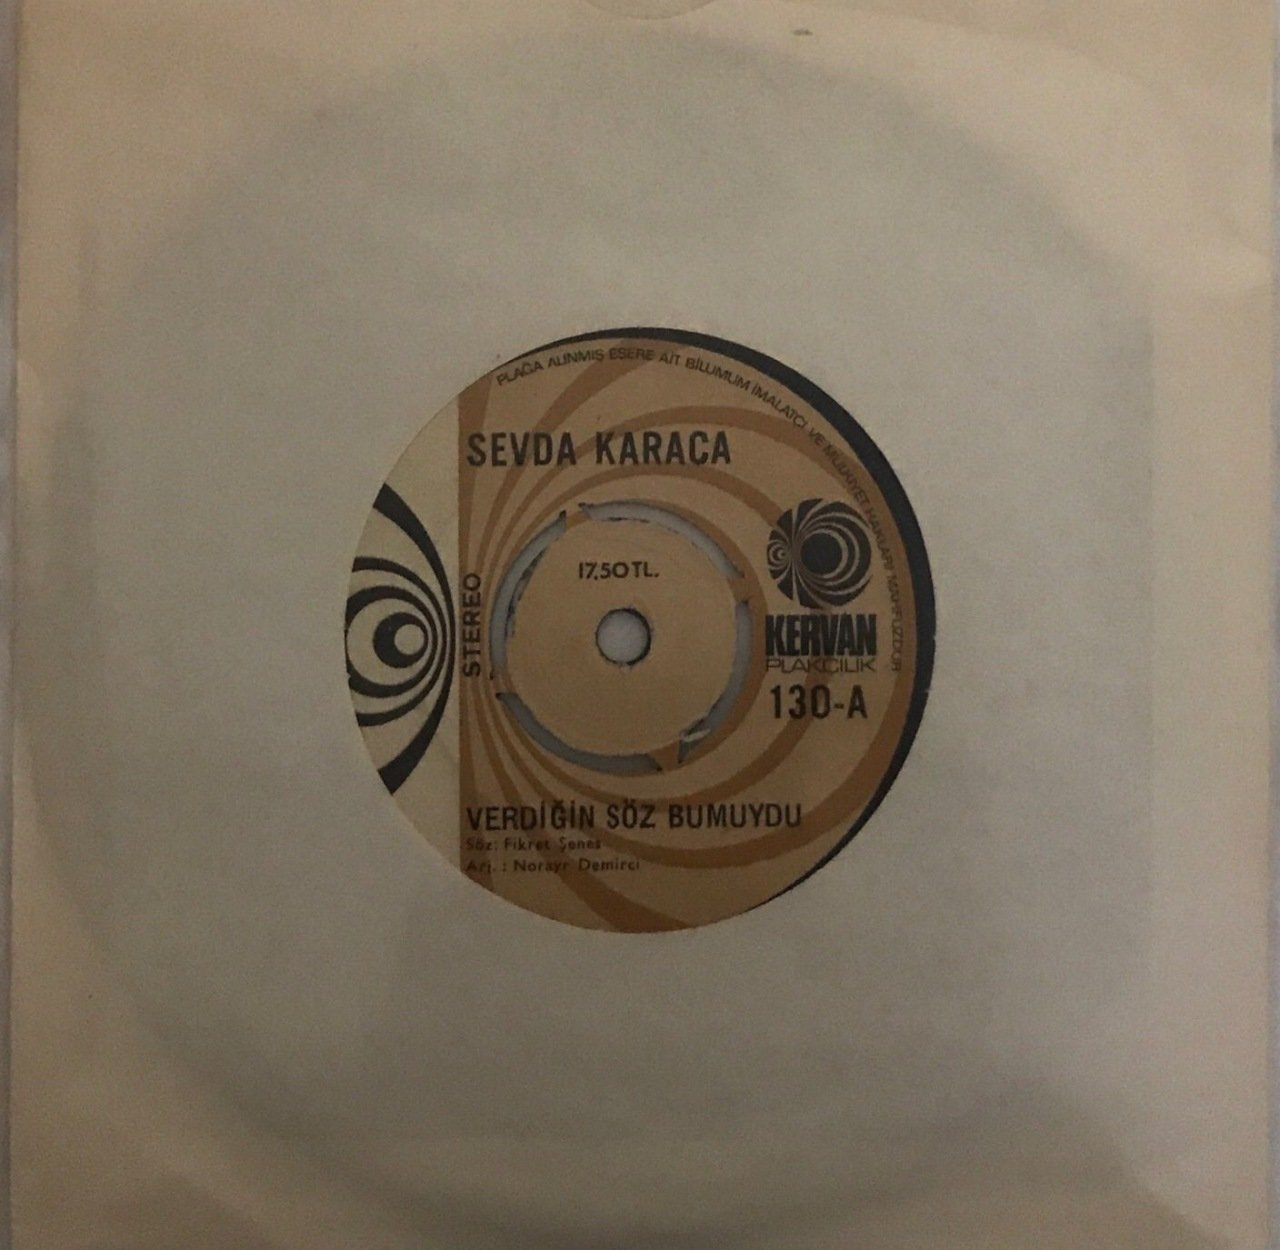 PLAĞA ALINMIŞ ESERE AİT BİLUMUM İMALATÇI VE MÜLKİYET HAKLARI MAHFUZDUR
SEVDA KARACA
17,50 TL.
STEREO
KERVAN
PLAKÇILIK
130-A
VERDİĞİN SÖZ BUMUYDU
Söz: Fikret Şeneş
Arj. : Norayr Demirci